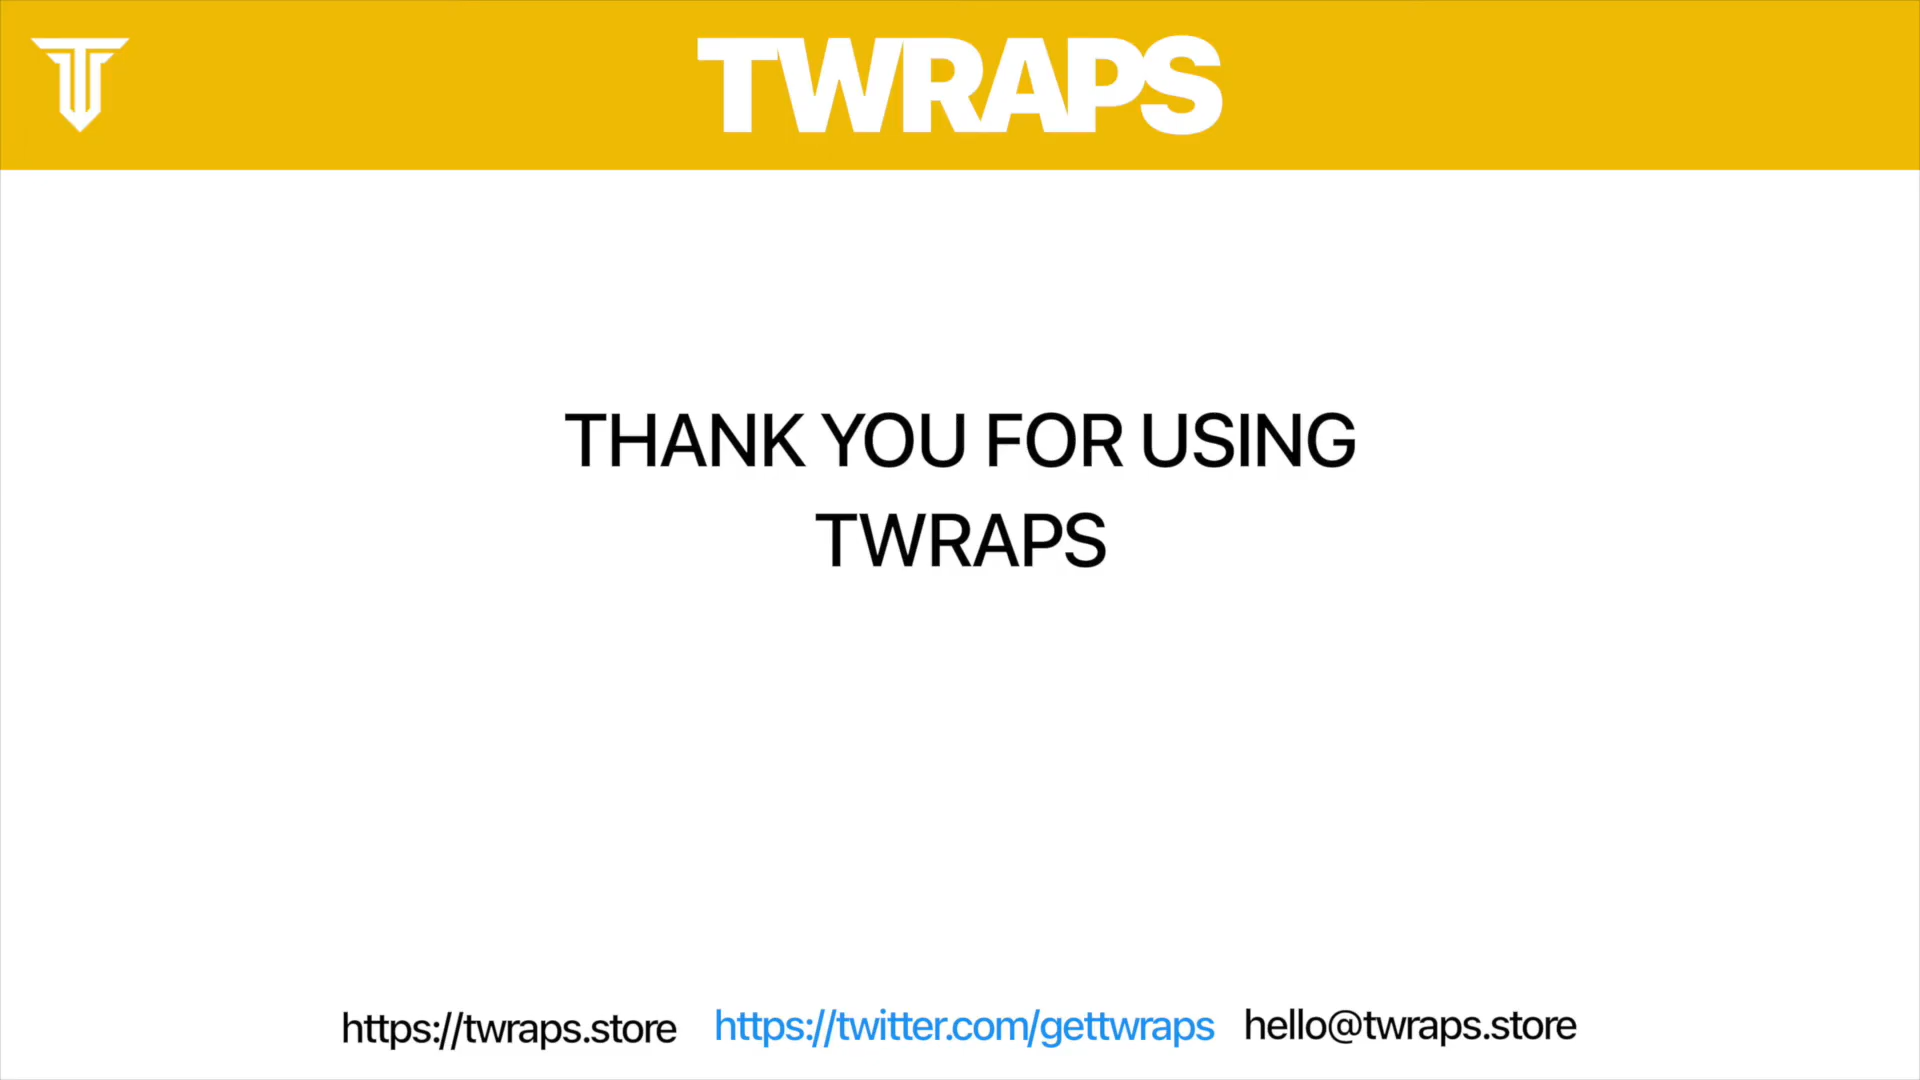 TWRAPS
THANK YOU FOR USING
TWRAPS
https://twraps.store https://twitter.com/gettwraps hello@twraps.store